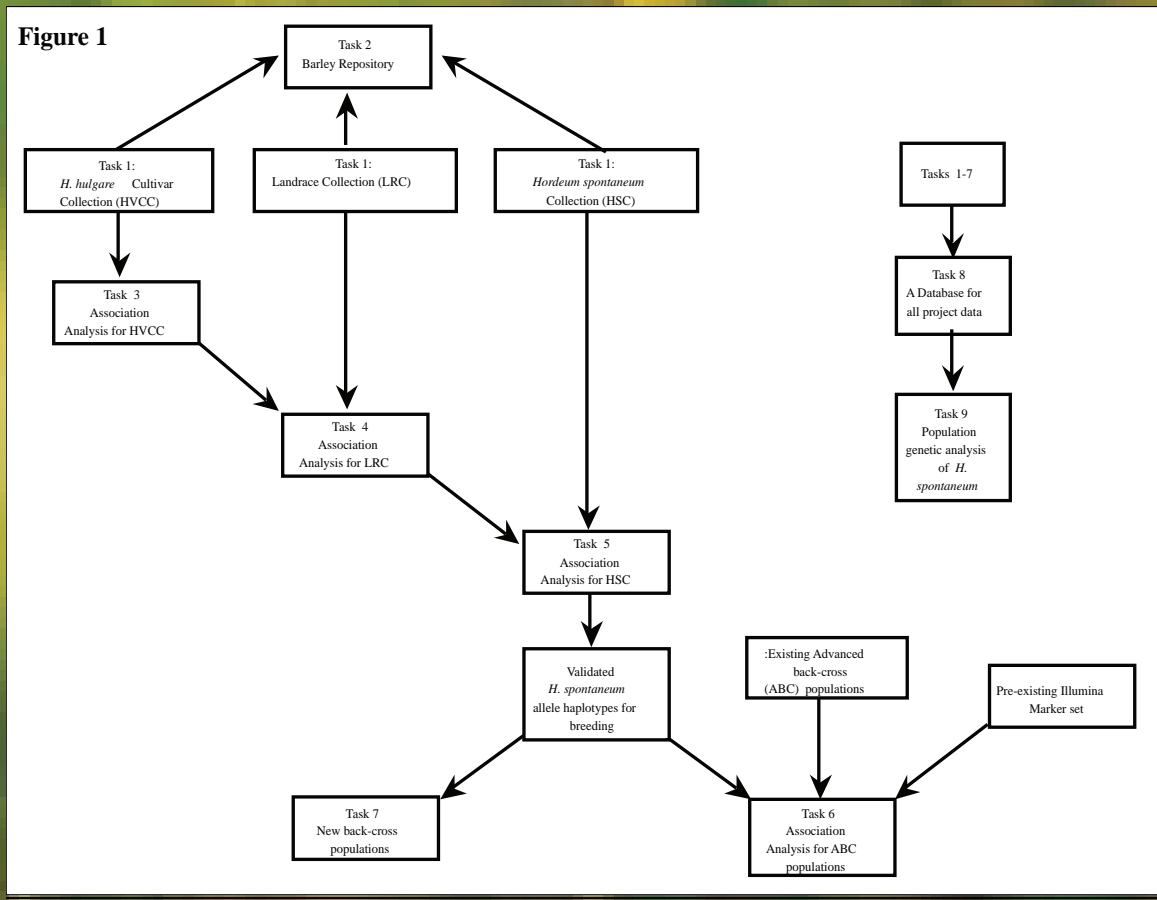 Figure 1
Task 2
Barley Repository
Task 1:
H. hulgare Cultivar
Collection (HVCC)
Task 1:
Landrace Collection (LRC)
Task 1:
Hordeum spontaneum
Collection (HSC)
Tasks 1-7
Task 8
A Database for
all project data
Task 3
Association
Analysis for HVCC
Task 9
Population
genetic analysis
of H.
spontaneum
Task 4
Association
Analysis for LRC
Task 5
Association
Analysis for HSC
Validated
H. spontaneum
allele haplotypes for
breeding
:Existing Advanced
back-cross
(ABC) populations
Pre-existing Illumina
Marker set
Task 7
New back-cross
populations
Task 6
Association
Analysis for ABC
populations